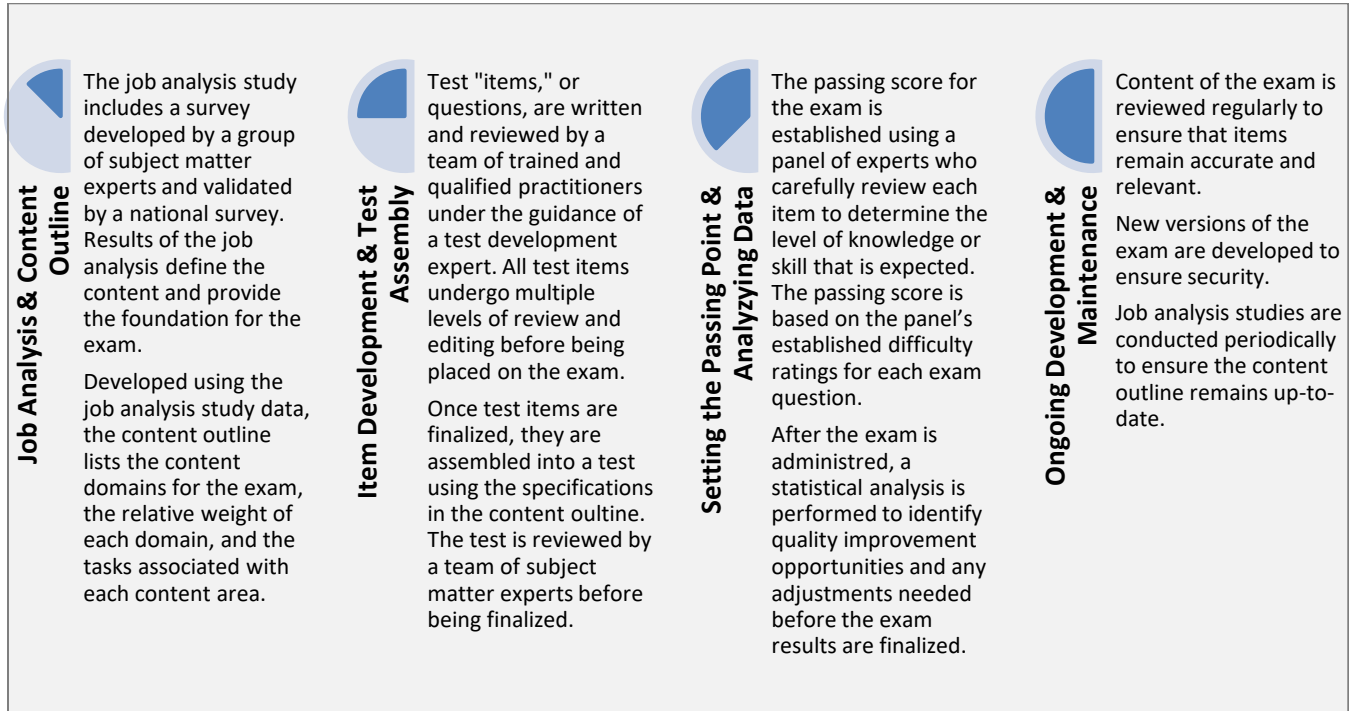 Job Analysis & Content
Outline
The job analysis study
includes a survey
developed by a group
of subject matter
experts and validated
by a national survey.
Results of the job
analysis define the
content and provide
the foundation for the
exam.
Developed using the
job analysis study data,
the content outline
lists the content
domains for the exam,
the relative weight of
each domain, and the
tasks associated with
each content area.
Item Development & Test
Assembly
Test "items," or
questions, are written
and reviewed by a
team of trained and
qualified practitioners
under the guidance of
a test development
expert. All test items
undergo multiple
levels of review and
editing before being
placed on the exam.
Once test items are
finalized, they are
assembled into a test
using the specifications
in the content oultine.
The test is reviewed by
a team of subject
matter experts before
being finalized.
Setting the Passing Point &
Analyzying Data
The passing score for
the exam is
established using a
panel of experts who
carefully review each
item to determine the
level of knowledge or
skill that is expected.
The passing score is
based on the panel’s
established difficulty
ratings for each exam
question.
After the exam is
administred, a
statistical analysis is
performed to identify
quality improvement
opportunities and any
adjustments needed
before the exam
results are finalized.
Ongoing Development &
Maintenance
Content of the exam is
reviewed regularly to
ensure that items
remain accurate and
relevant.
New versions of the
exam are developed to
ensure security.
Job analysis studies are
conducted periodically
to ensure the content
outline remains up-to-
date.